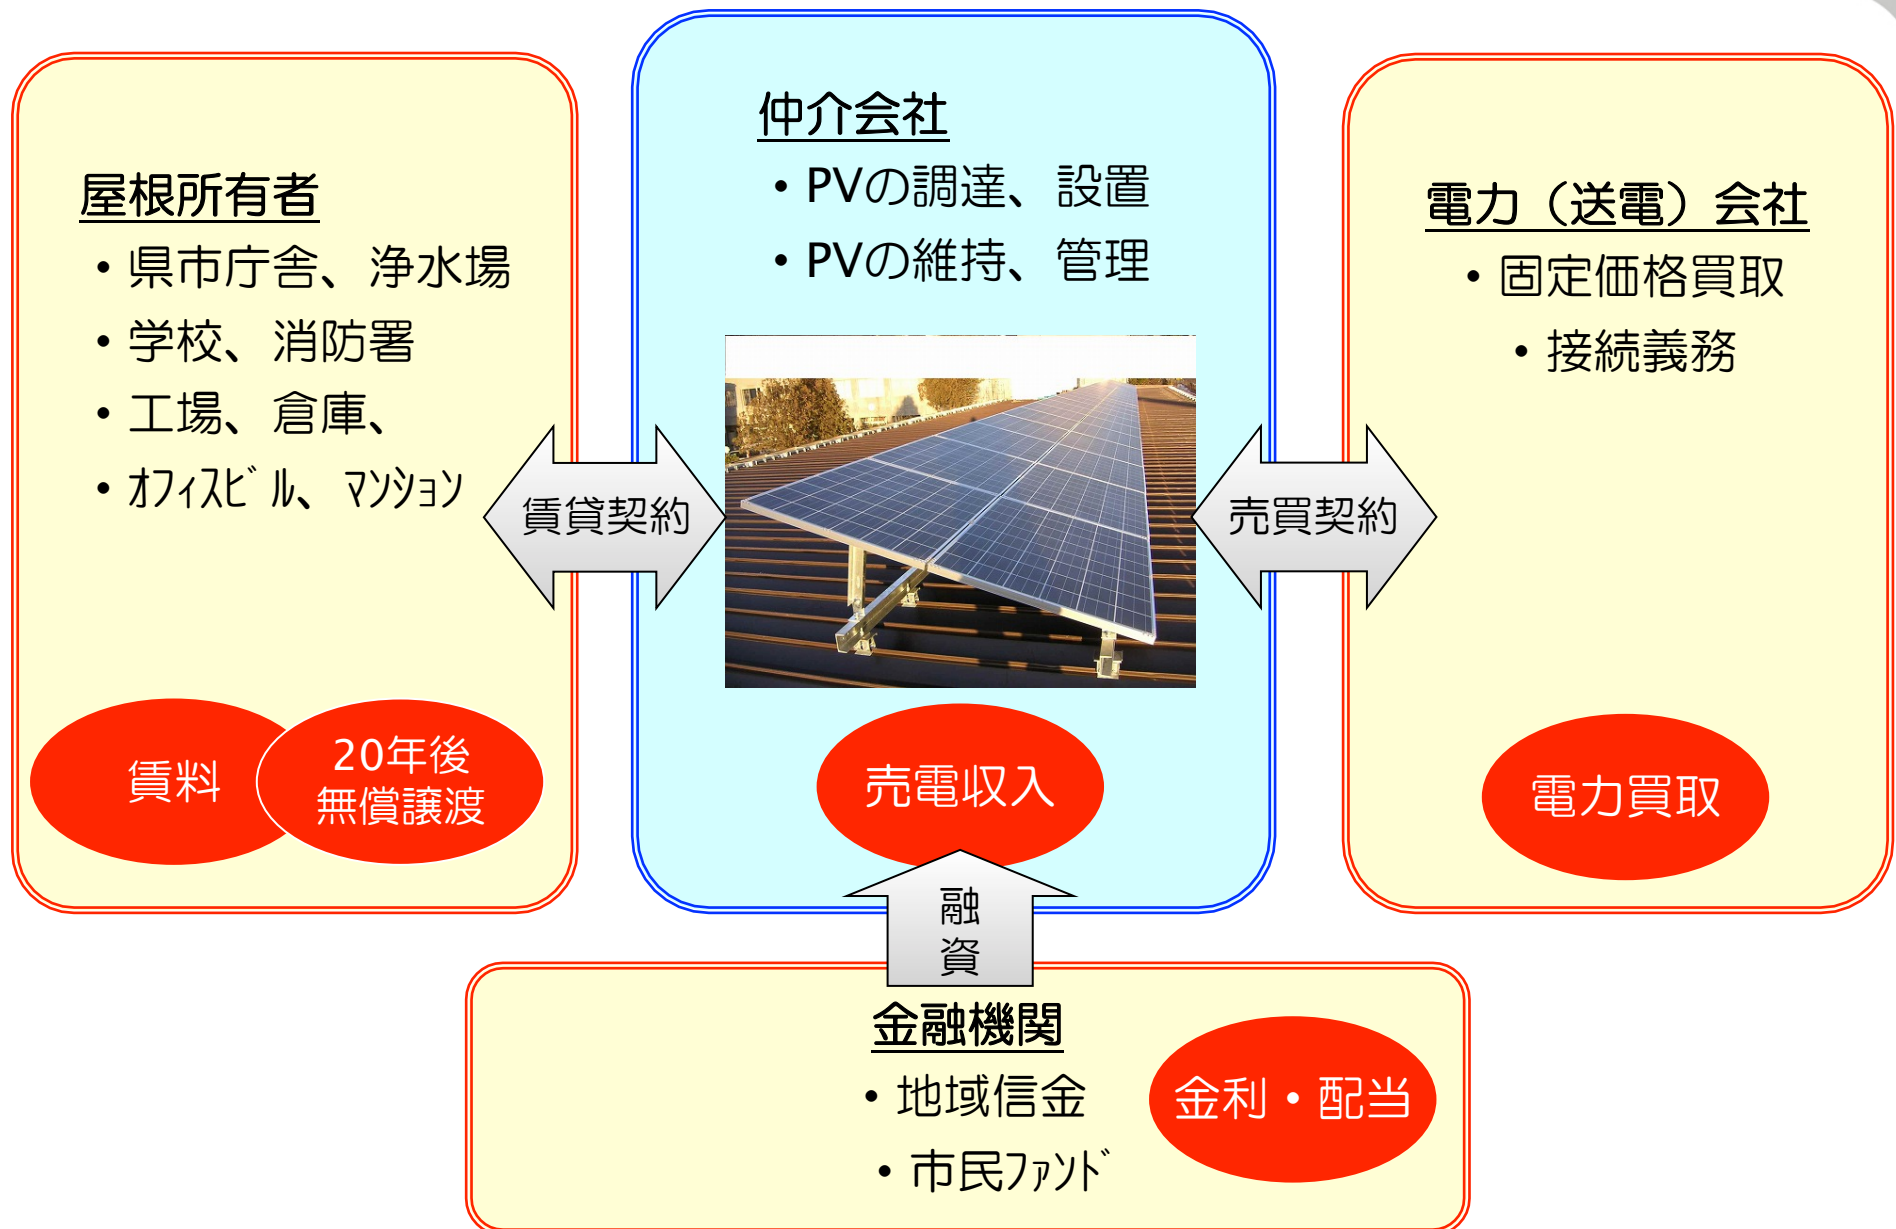 屋根所有者
・県市庁舎、浄水場
・学校、消防署
・工場、倉庫、
・ｵﾌｨｽﾋﾞﾙ、ﾏﾝｼｮﾝ
賃料
20年後
無償譲渡
賃貸契約
仲介会社
・PVの調達、設置
・PVの維持、管理
売電収入
売買契約
電力（送電）会社
・固定価格買取
・接続義務
電力買取
融
資
金融機関
・地域信金
・市民ﾌｧﾝﾄﾞ
金利・配当